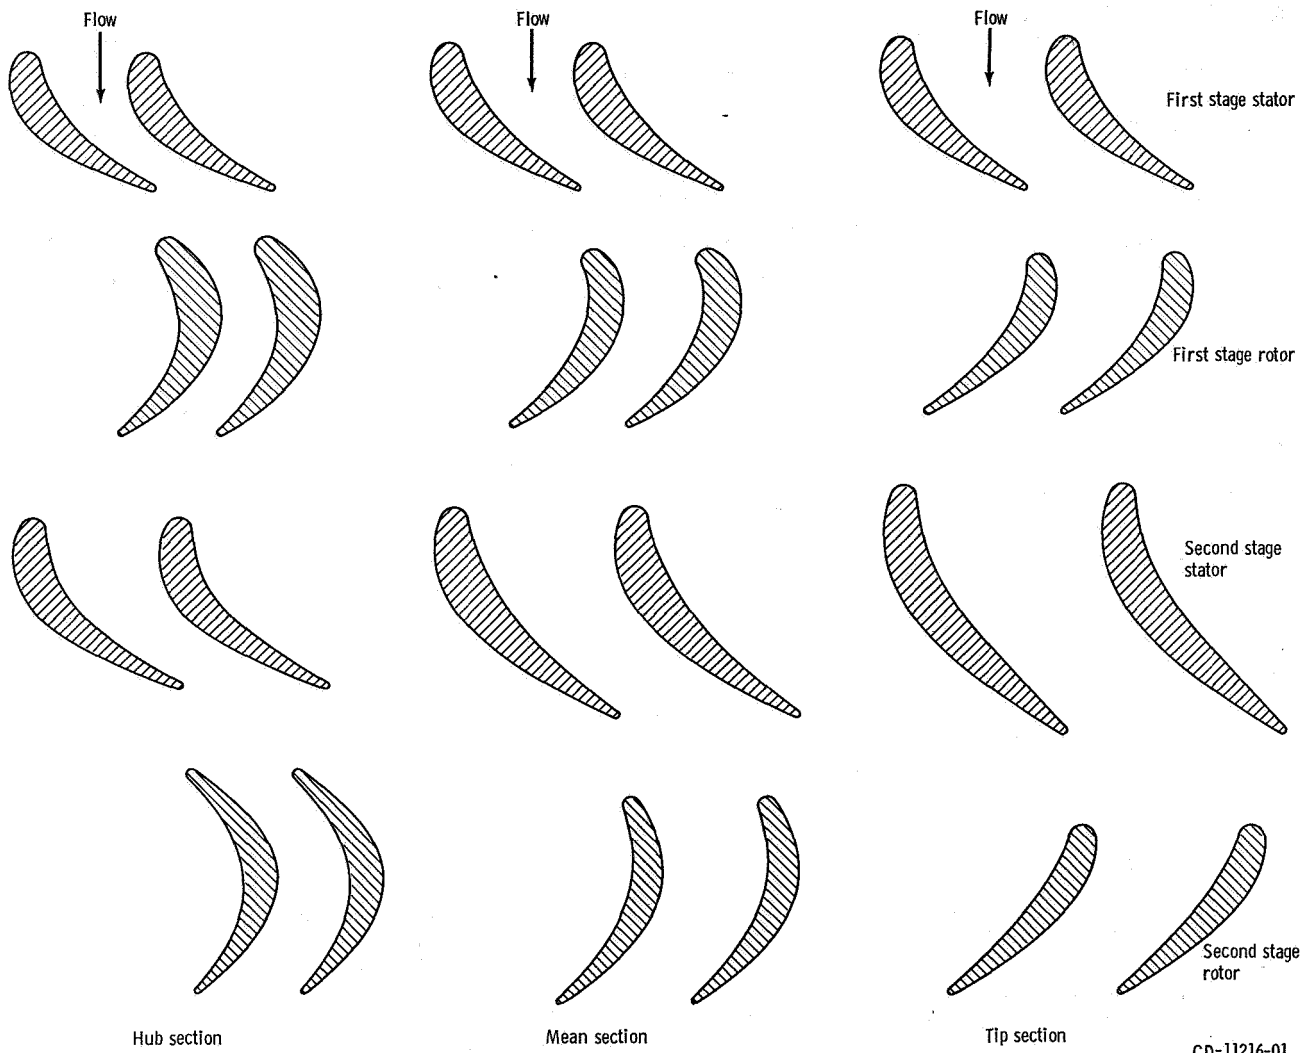 Flow
Flow
Flow
First stage stator
First stage rotor
Second stage
stator
Second stage
rotor
Hub section
Mean section
Tip section
CD-11216-01